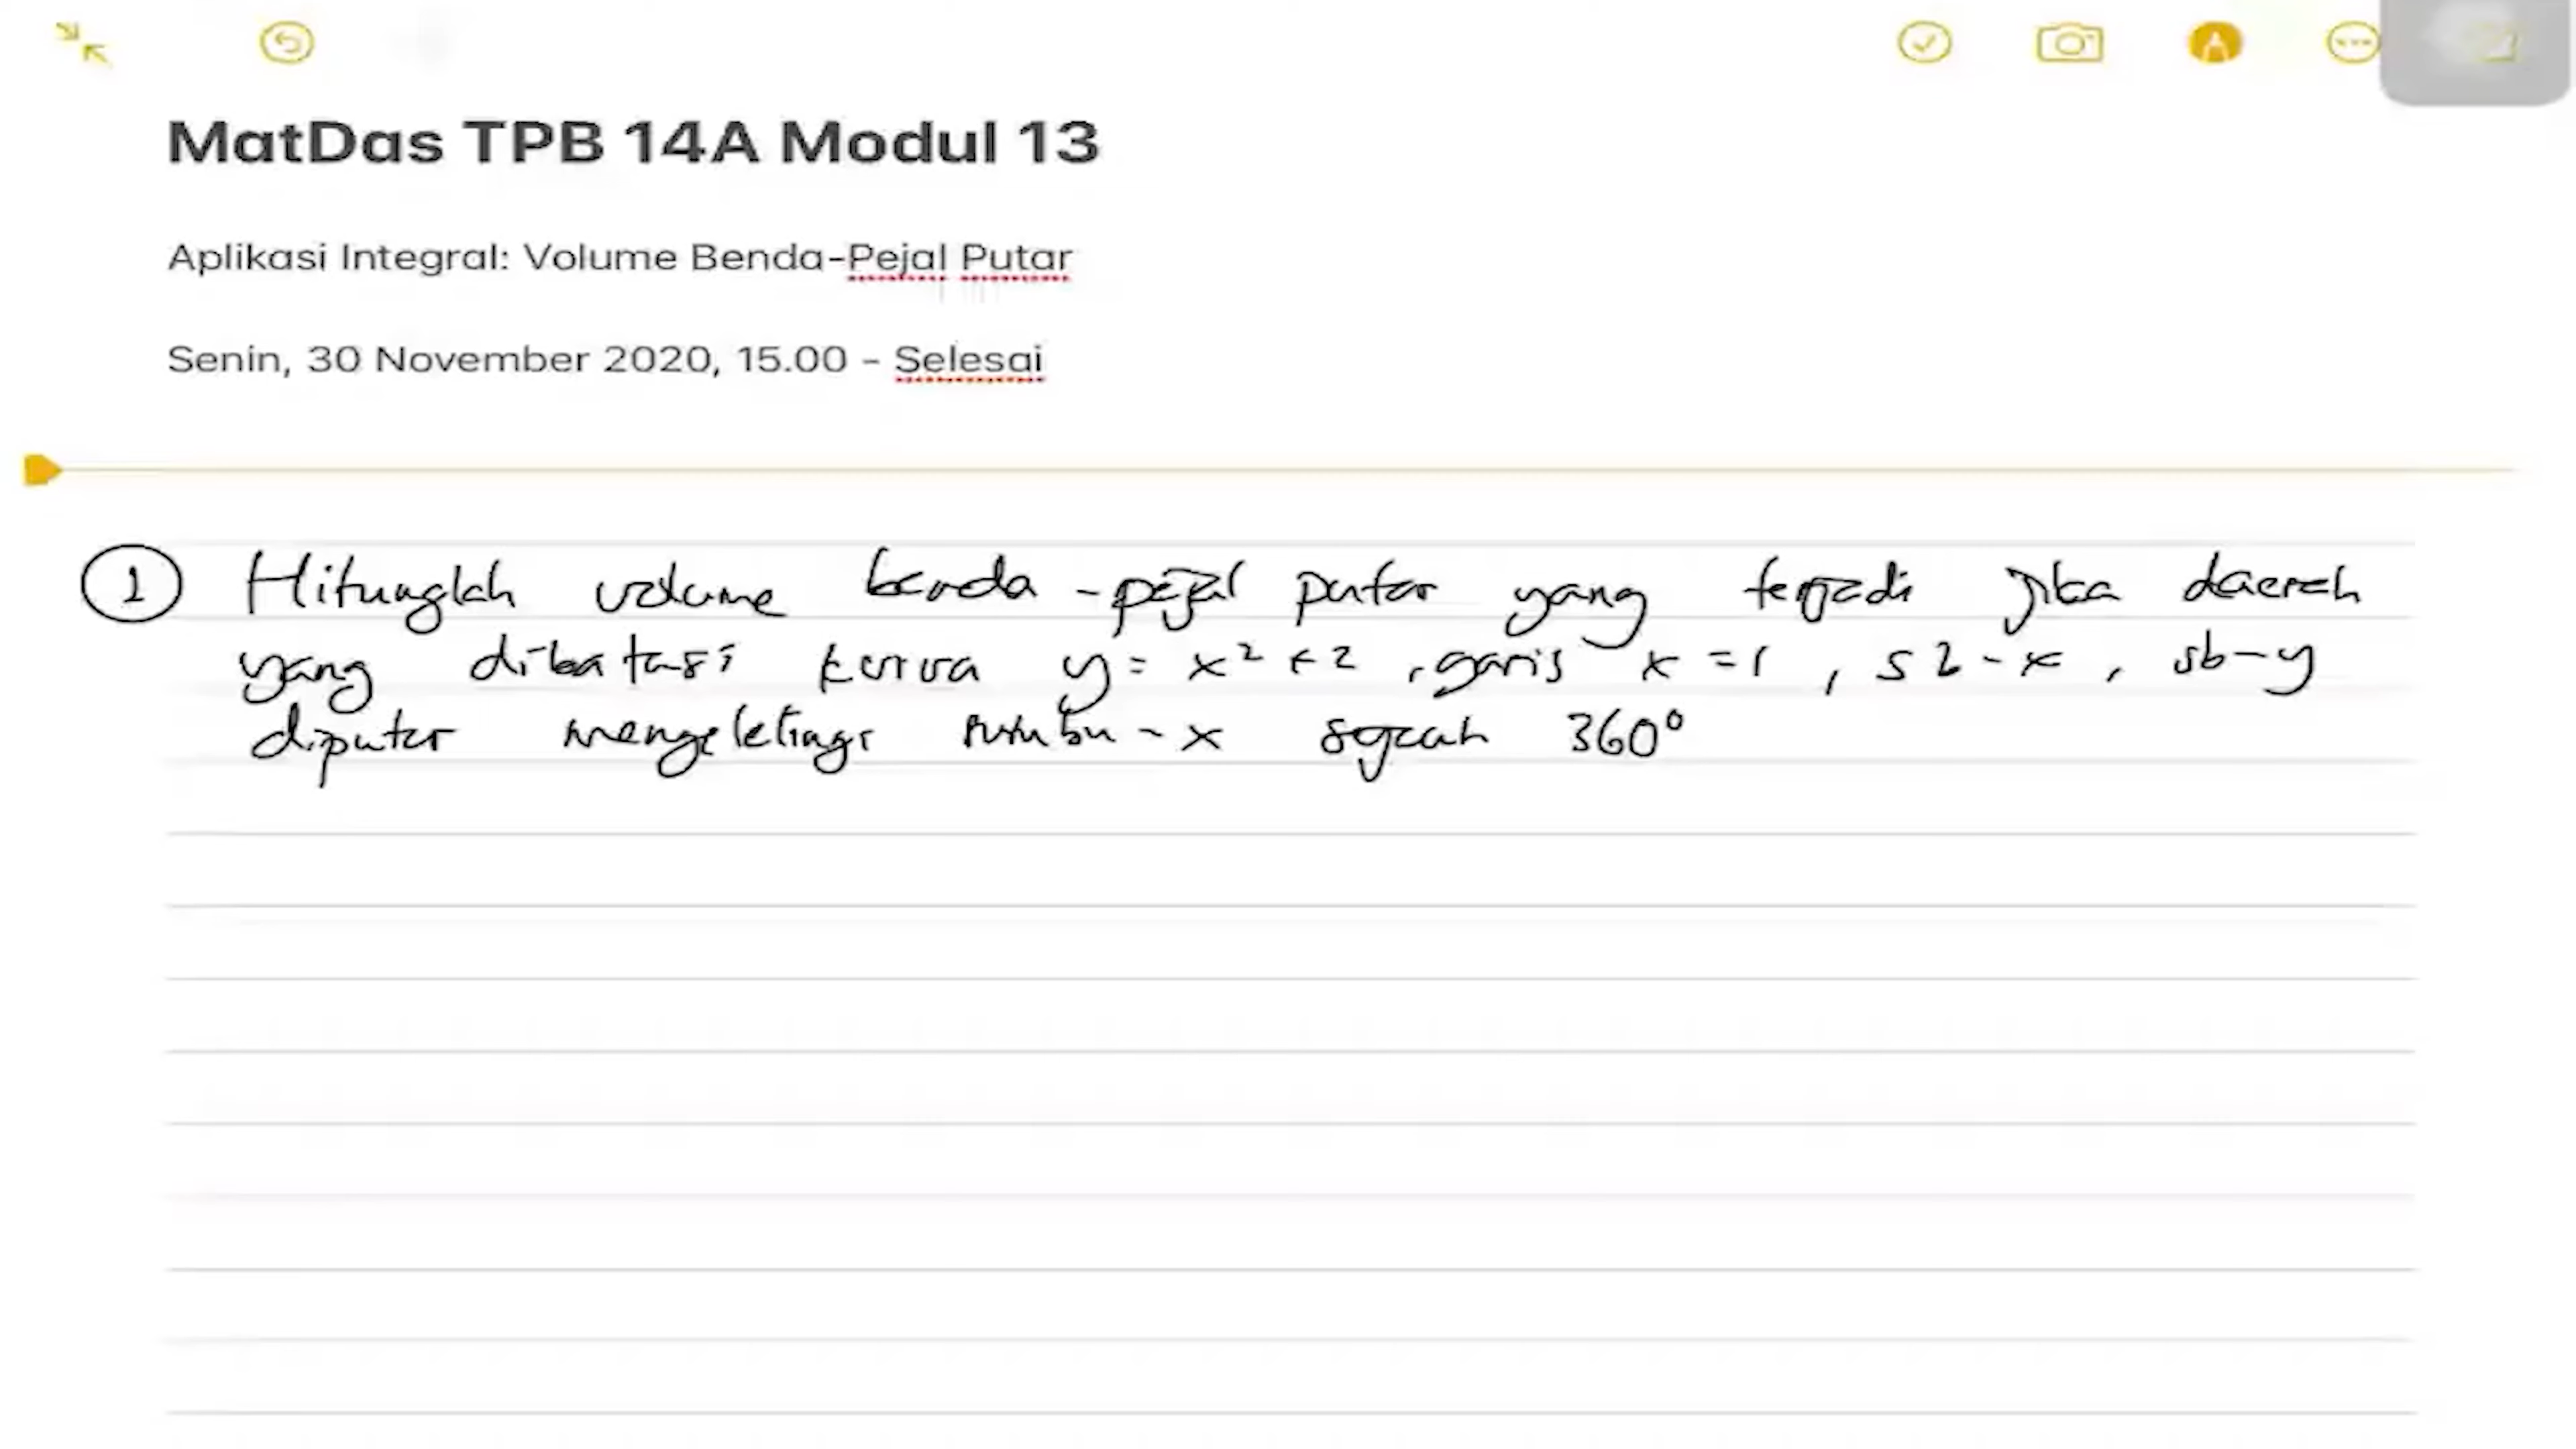 MatDas TPB 14A Modul 13
Aplikasi Integral: Volume Benda-Pejal Putar
Senin, 30 November 2020, 15.00 - Selesai
1 Hitunglah volume benda-pejal putar yang terjadi jika daerah
yang dibatasi kurva y = x² + 2, garis x = 1, sb-x, sb-y
diputar mengelilingi sumbu-x sejauh 360°